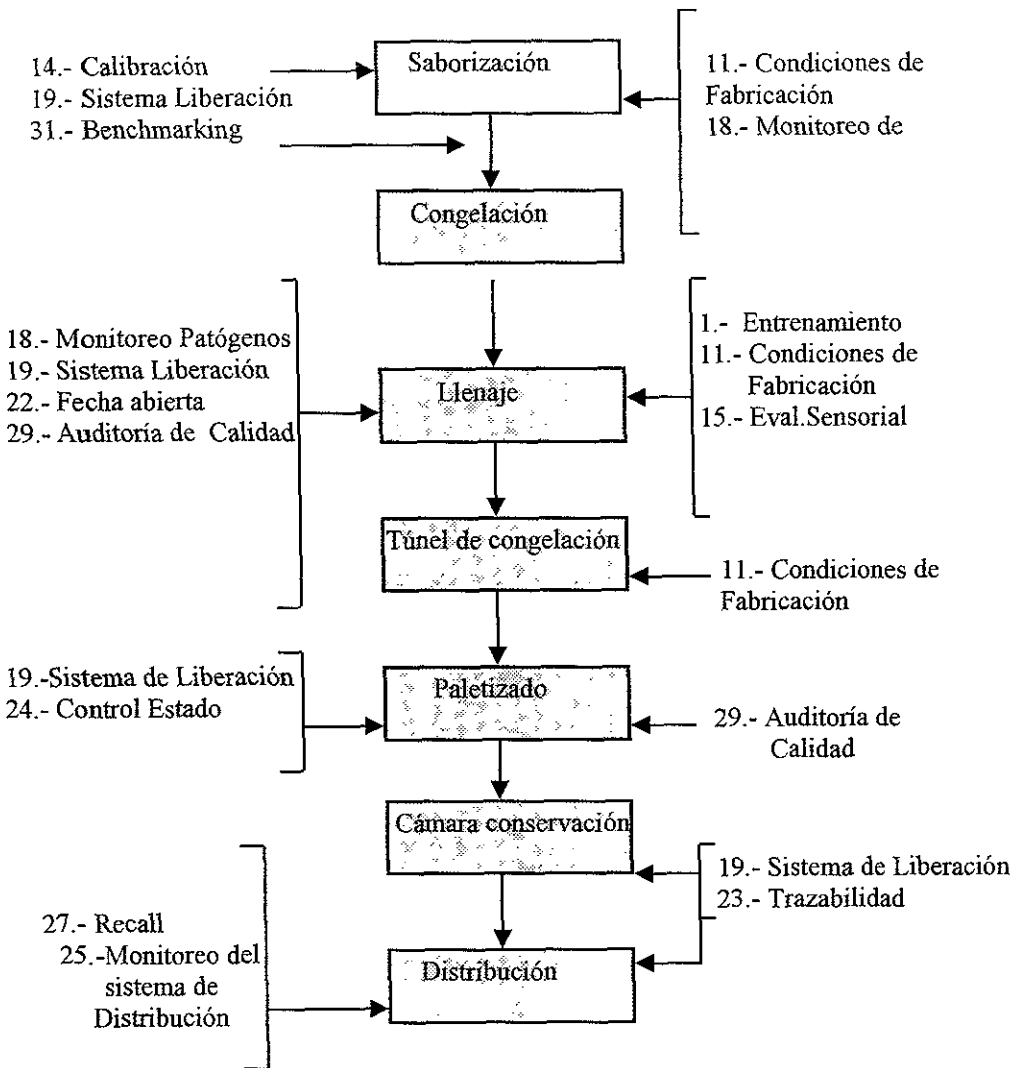 14.- Calibración
19.- Sistema Liberación
31.- Benchmarking
Saborización
11.- Condiciones de
Fabricación
18.- Monitoreo de
Congelación
18.- Monitoreo Patógenos
19.- Sistema Liberación
22.- Fecha abierta
29.- Auditoría de Calidad
Llenaje
1.- Entrenamiento
11.- Condiciones de
Fabricación
15.- Eval.Sensorial
Túnel de congelación
11.- Condiciones de
Fabricación
19.-Sistema de Liberación
24.- Control Estado
Paletizado
29.- Auditoría de
Calidad
Cámara conservación
19.- Sistema de Liberación
23.- Trazabilidad
27.- Recall
25.-Monitoreo del
sistema de
Distribución
Distribución